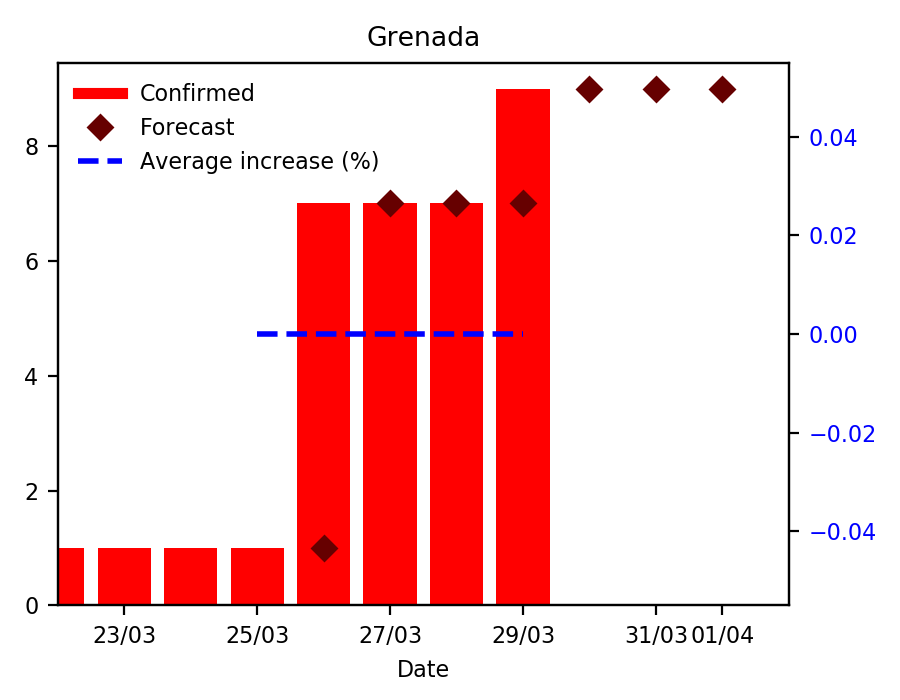 Grenada
Confirmed
Forecast
Average increase (%)
8
6
4
2
0
0.04
0.02
0.00
−0.02
−0.04
23/03 25/03 27/03 29/03 31/03 01/04
Date